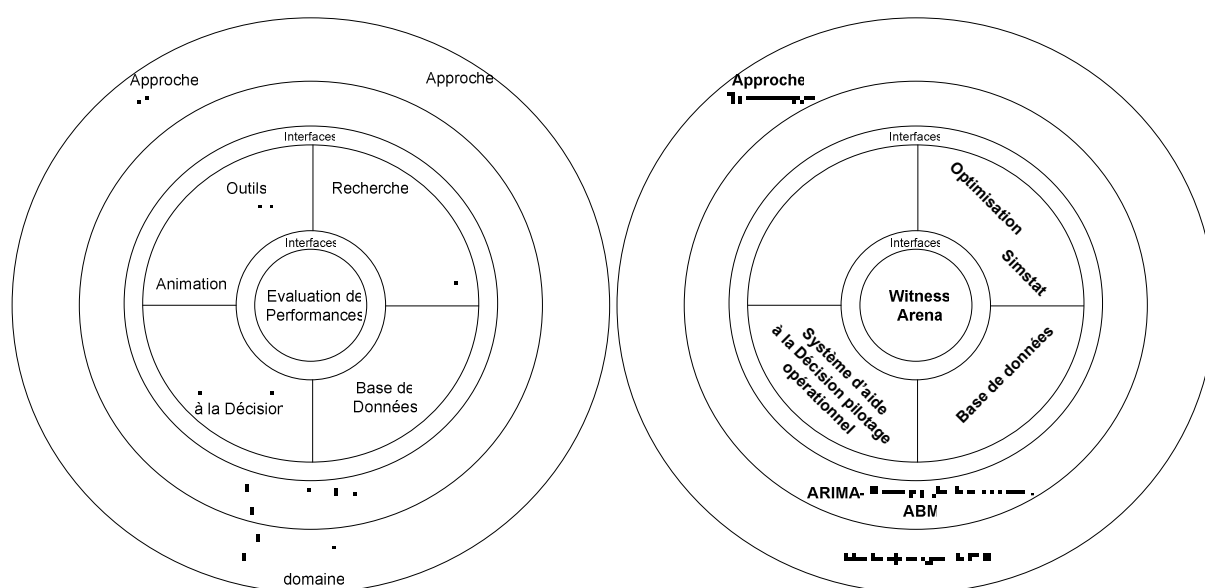 Approche
Approche
Interfaces
Outils
Recherche
Interfaces
Animation
Evaluation de
Performances
à la Décision
Base de
Données
domaine
Approche
Interfaces
Optimisation
Simstat
Interfaces
Witness
Arena
Système d'aide
à la Décision pilotage
opérationnel
Base de données
ARIMA-
ABM